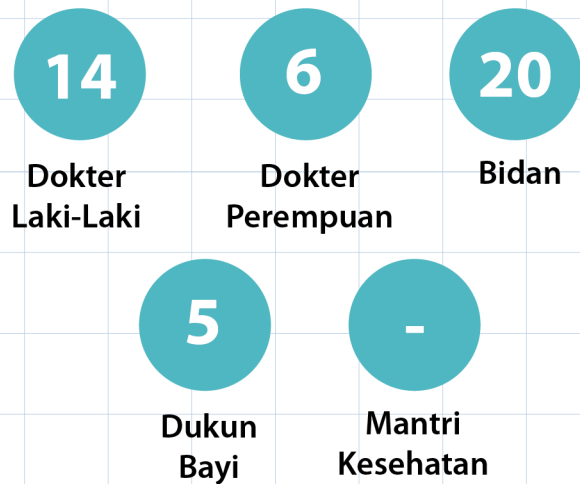 14
Dokter
Laki-Laki
6
Dokter
Perempuan
20
Bidan
5
Dukun
Bayi
-
Mantri
Kesehatan